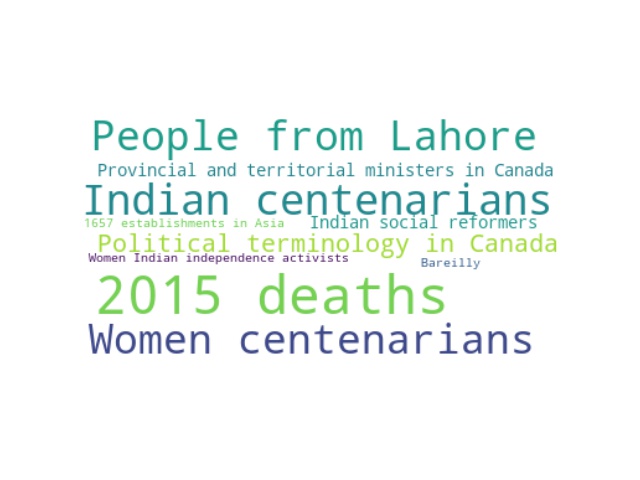 People from Lahore
Provincial and territorial ministers in Canada
Indian centenarians
1657 establishments in Asia
Indian social reformers
Political terminology in Canada
Women Indian independence activists
Bareilly
2015 deaths
Women centenarians